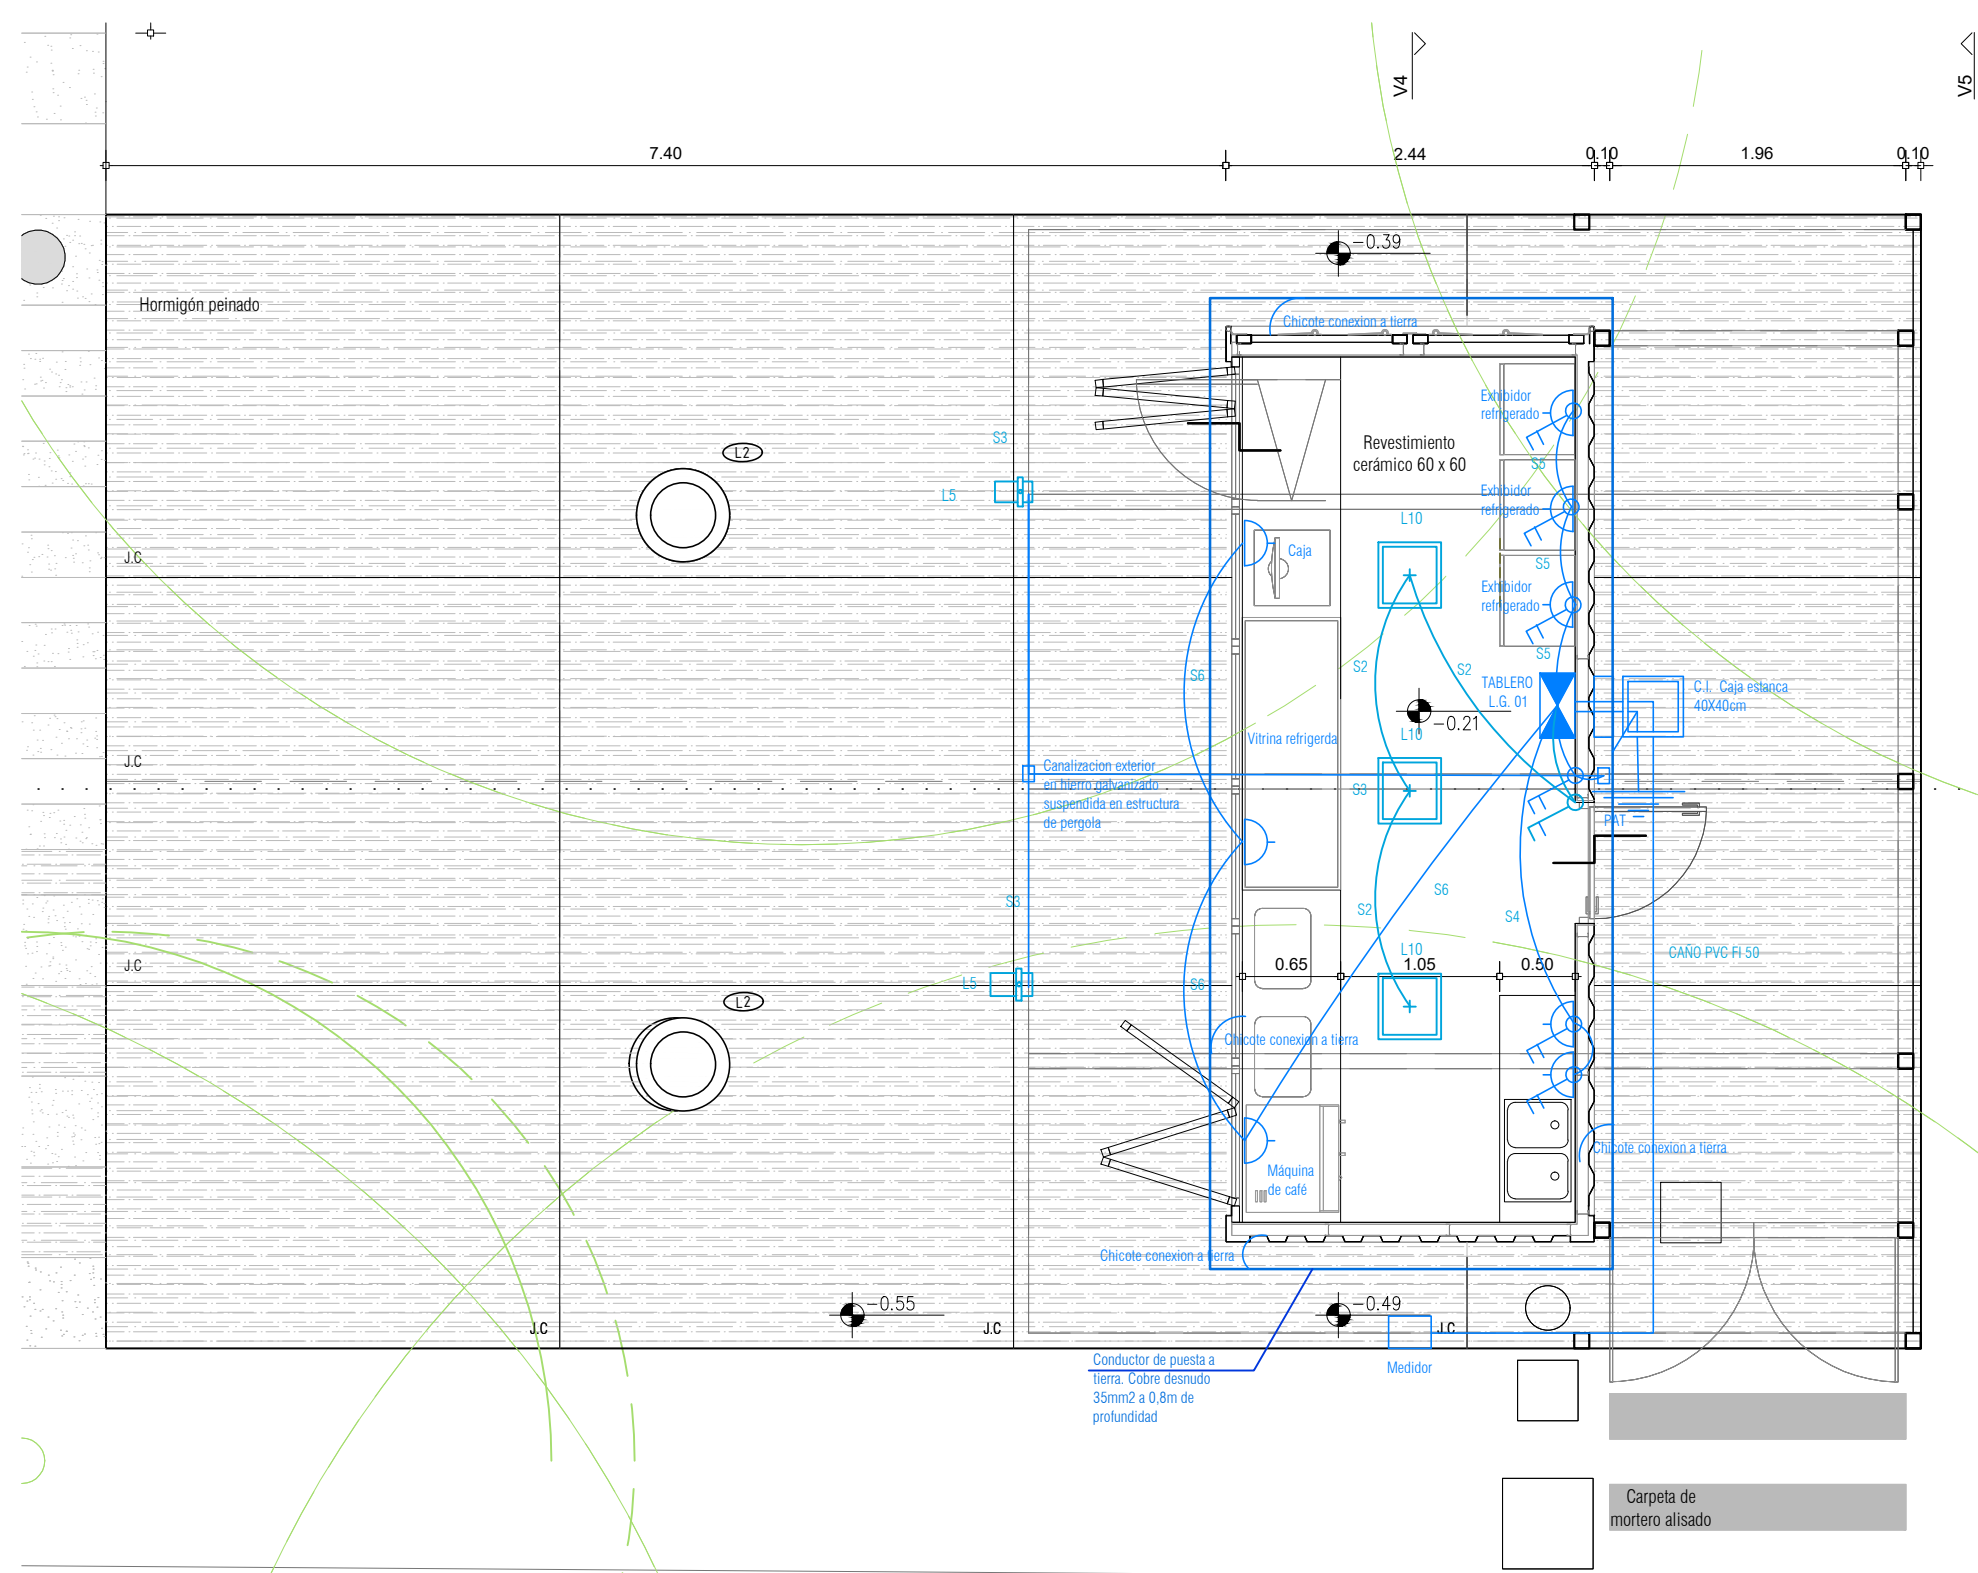 V4
V5
7.40
2.44
0.10
1.96
0.10
-0.39
Hormigón peinado
Chicote conexion a tierra
Exhibidor
refrigerado
S3
L2
Revestimiento
cerámico 60 x 60
S5
L5
Exhibidor
refrigerado
L10
Caja
J.C
S5
Exhibidor
refrigerado
S5
S2
S2
S6
TABLERO
L.G. 01
C.I. Caja estanca
40X40cm
-0.21
L10
Vitrina refrigerda
J.C
Canalizacion exterior
en hierro galvanizado
suspendida en estructura
de pergola
S3
PAT
S6
S3
S2
S4
L10
CAÑO PVC FI 50
J.C
0.65
1.05
0.50
L5
S6
L2
Chicote conexion a tierra
Chicote conexion a tierra
Máquina
de café
Chicote conexion a tierra
-0.55
-0.49
J.C
J.C
J.C
Conductor de puesta a
tierra. Cobre desnudo
35mm2 a 0,8m de
profundidad
Medidor
Carpeta de
mortero alisado